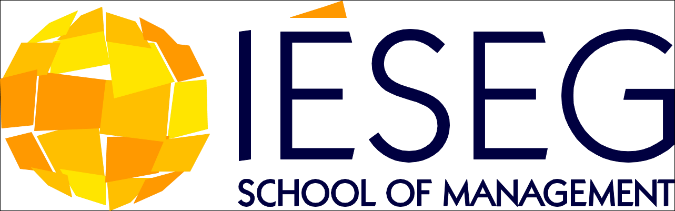 IÉSEG
SCHOOL OF MANAGEMENT